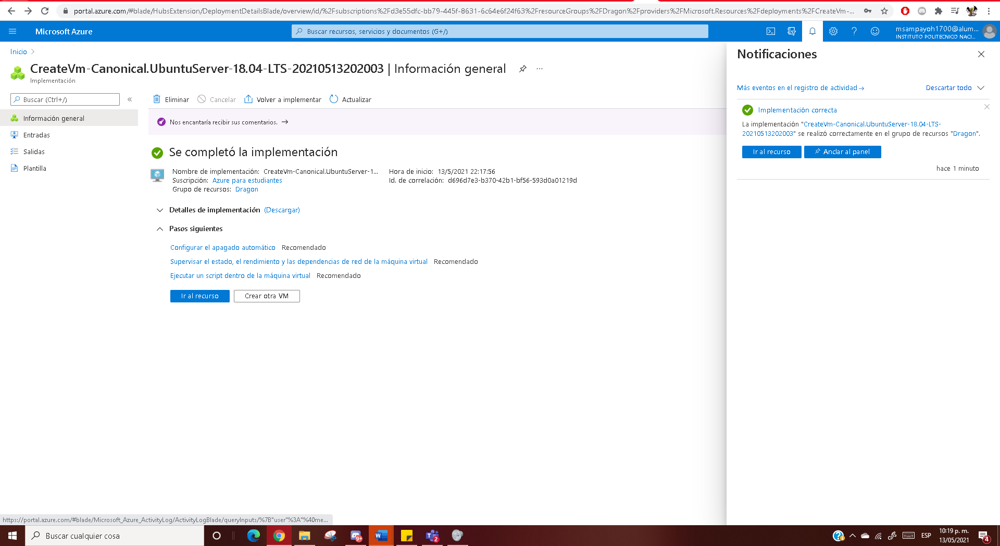 portal.azure.com/#blade/HubsExtension/DeploymentDetailsBlade/overview/id/%2Fsubscriptions%2Fd3e55dfc-bb79-445f-8631-6c64e6f24f63%2FresourceGroups%2FDragon%2Fproviders%2FMicrosoft.Resources%2Fdeployments%2FCreateVm-...
Microsoft Azure
Buscar recursos, servicios y documentos (G+/)
msampayoh1700@alum...
INSTITUTO POLITECNICO NACI...
Inicio
CreateVm-Canonical.UbuntuServer-18.04-LTS-20210513202003 | Información general
Implementación
Buscar (Ctrl+/)
Eliminar
Cancelar
Volver a implementar
Actualizar
Información general
Entradas
Salidas
Plantilla
Nos encantaría recibir sus comentarios. →
Se completó la implementación
Nombre de implementación: CreateVm-Canonical.UbuntuServer-1...
Suscripción: Azure para estudiantes
Grupo de recursos: Dragon
Hora de inicio: 13/5/2021 22:17:56
Id. de correlación: d696d7e3-b370-42b1-bf56-593d0a01219d
Detalles de implementación (Descargar)
Pasos siguientes
Configurar el apagado automático Recomendado
Supervisar el estado, el rendimiento y las dependencias de red de la máquina virtual Recomendado
Ejecutar un script dentro de la máquina virtual Recomendado
Ir al recurso
Crear otra VM
Notificaciones
Más eventos en el registro de actividad →
Descartar todo
Implementación correcta
La implementación "CreateVm-Canonical.UbuntuServer-18.04-LTS-
20210513202003" se realizó correctamente en el grupo de recursos "Dragon".
Ir al recurso
Anclar al panel
hace 1 minuto
https://portal.azure.com/#blade/Microsoft_Azure_ActivityLog/ActivityLogBlade/queryInputs/%7B"user"%3A"%40me...
Buscar cualquier cosa
9+
2
ESP
10:19 p. m.
13/05/2021
4